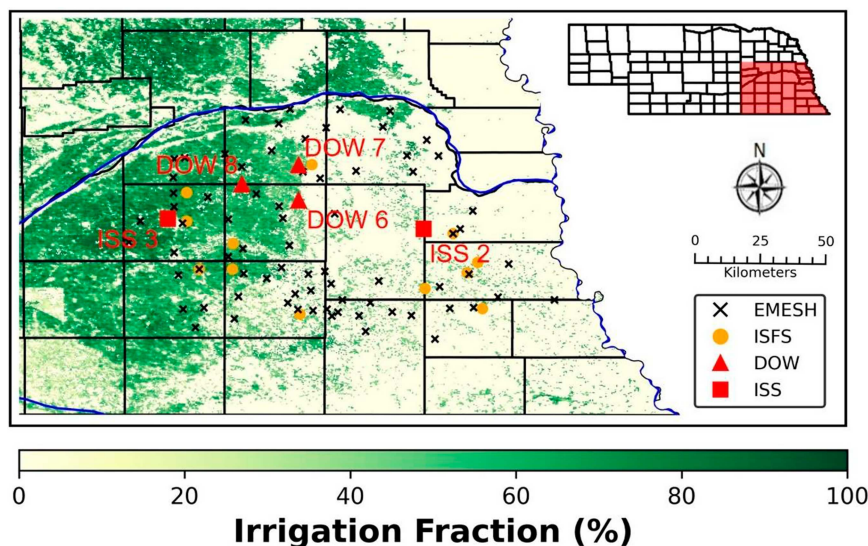 DOW 7
DOW 8
DOW 6
ISS 3
ISS 2
0 25 50
Kilometers
EMESH
ISFS
DOW
ISS
0 20 40 60 80 100
Irrigation Fraction (%)